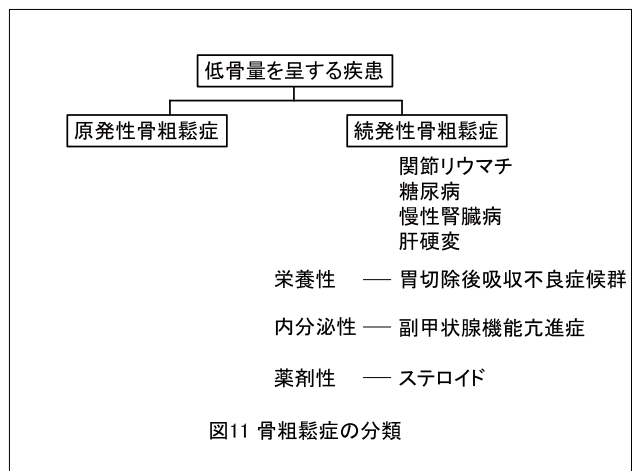 低骨量を呈する疾患
原発性骨粗鬆症 続発性骨粗鬆症
関節リウマチ
糖尿病
慢性腎臓病
肝硬変
栄養性 ― 胃切除後吸収不良症候群
内分泌性 ― 副甲状腺機能亢進症
薬剤性 ― ステロイド
図11 骨粗鬆症の分類